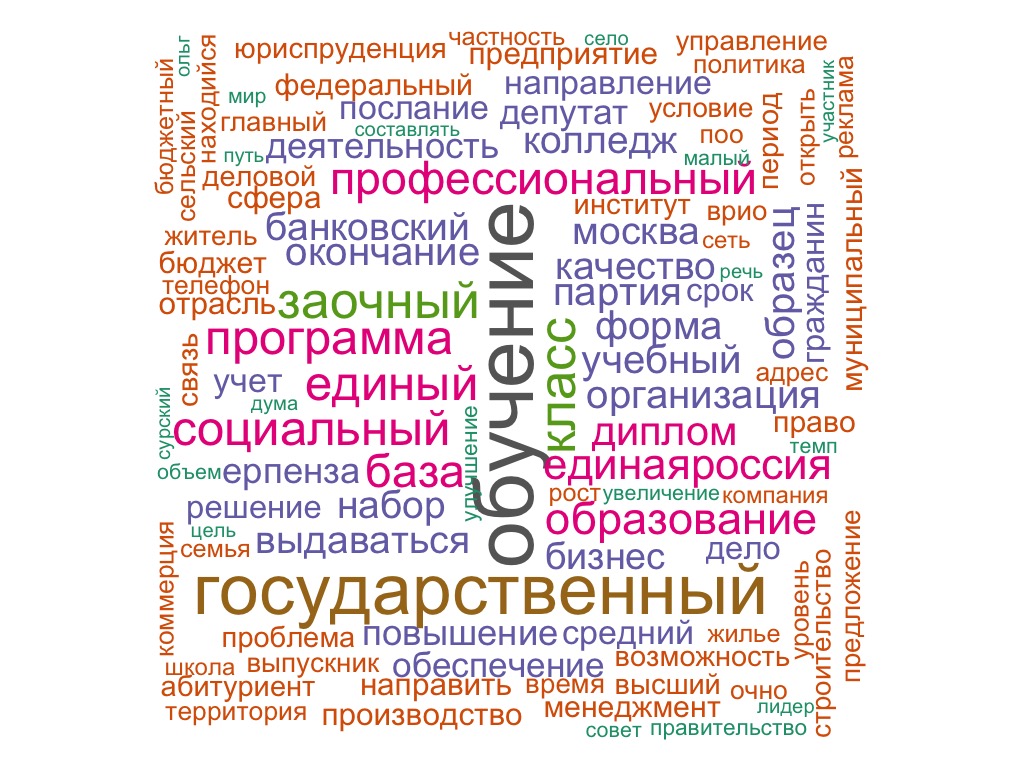 частность
село
юриспруденция
предприятие
управление
ольг
находийся
бюджетный
политика
федеральный
направление
участник
реклама
мир
послание
депутат
условие
период
открыть
главный
составлять
колледж
поо
сельский
путь
деятельность
малый
деловой
профессиональный
сфера
институт
врио
муниципальный
банковский
обучение
москва
сеть
образец
гражданин
житель
окончание
бюджет
качество
речь
телефон
партия
срок
отрасль
заочный
форма
программа
класс
связь
учебный
учет
единый
адрес
дума
организация
сурский
социальный
диплом
право
темп
объем
ерпенза
база
улучшение
единаяроссия
рост
увеличение
компания
решение
набор
образование
цель
семья
выдаваться
бизнес
дело
коммерция
государственный
уровень
строительство
предложение
проблема
повышение
средний
жилье
школа
выпускник
обеспечение
возможность
абитуриент
направить
время
высший
очно
территория
производство
менеджмент
лидер
совет
правительство